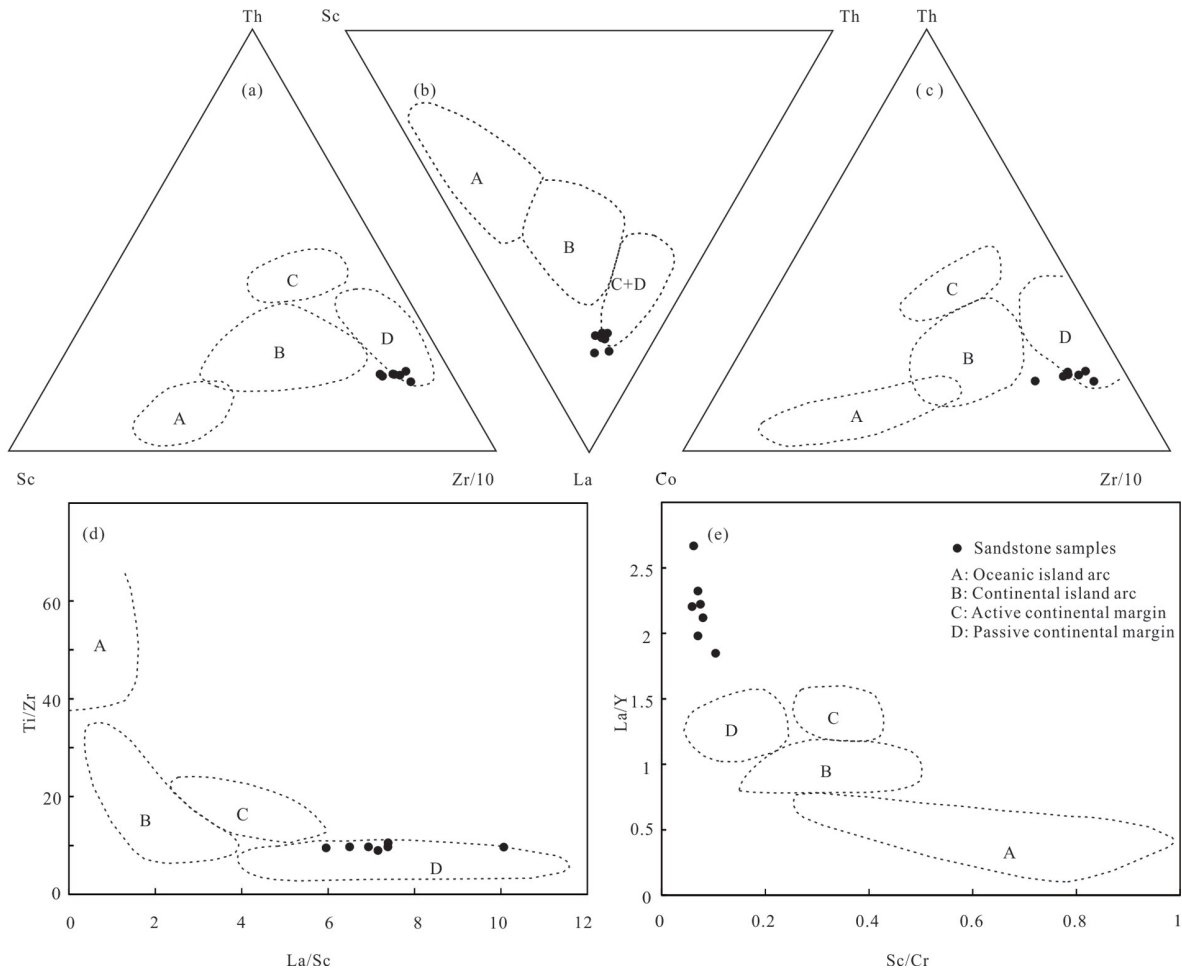 Th
Sc
Th
Th
(a)
(b)
(c)
A
B
C
D
A
B
C+D
A
B
C
D
Sc
Zr/10
La
Co
Zr/10
(d)
Ti/Zr
60
40
20
0
A
B
C
D
0
2
4
6
8
10
12
La/Sc
(e)
La/Y
2.5
2
1.5
1
0.5
0
● Sandstone samples
A: Oceanic island arc
B: Continental island arc
C: Active continental margin
D: Passive continental margin
D
C
B
A
0
0.2
0.4
0.6
0.8
1
Sc/Cr